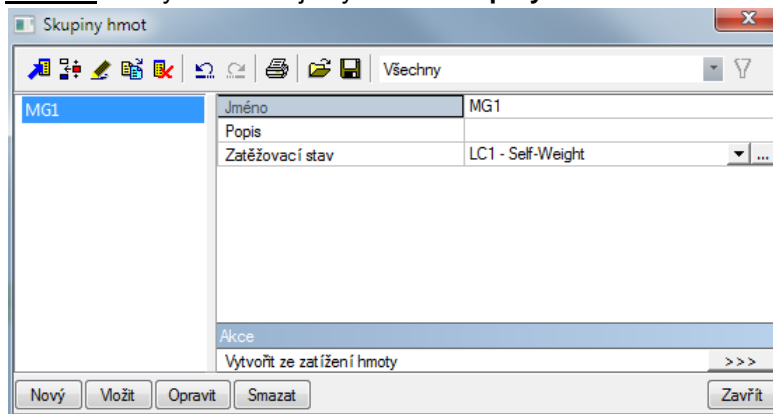 Skupiny hmot
Všechny
MG1
Jméno MG1
Popis
Zatěžovací stav LC1 - Self-Weight
...
Akce
Vytvořit ze zatížení hmoty >>>
Nový Vložit Opravit Smazat Zavřít